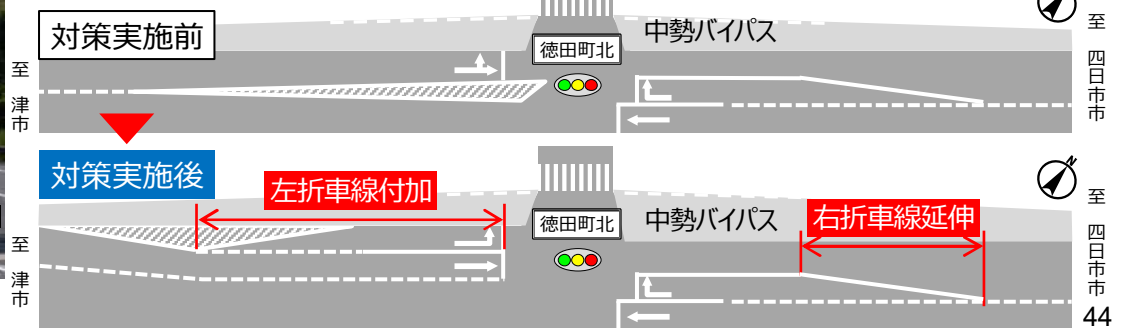 対策実施前
徳田町北
中勢バイパス
至 津市
至 四日市市
対策実施後
左折車線付加
徳田町北
中勢バイパス
右折車線延伸
至 津市
至 四日市市
N
44